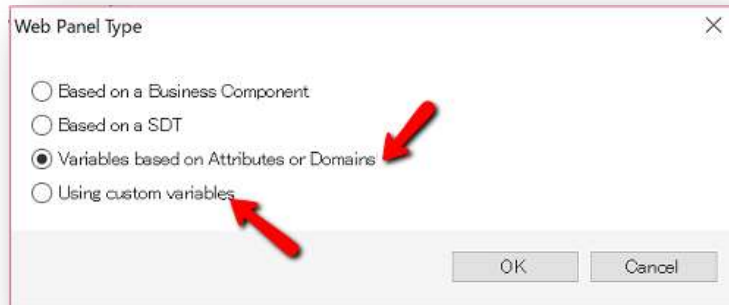 Web Panel Type
Based on a Business Component
Based on a SDT
Variables based on Attributes or Domains
Using custom variables
OK
Cancel